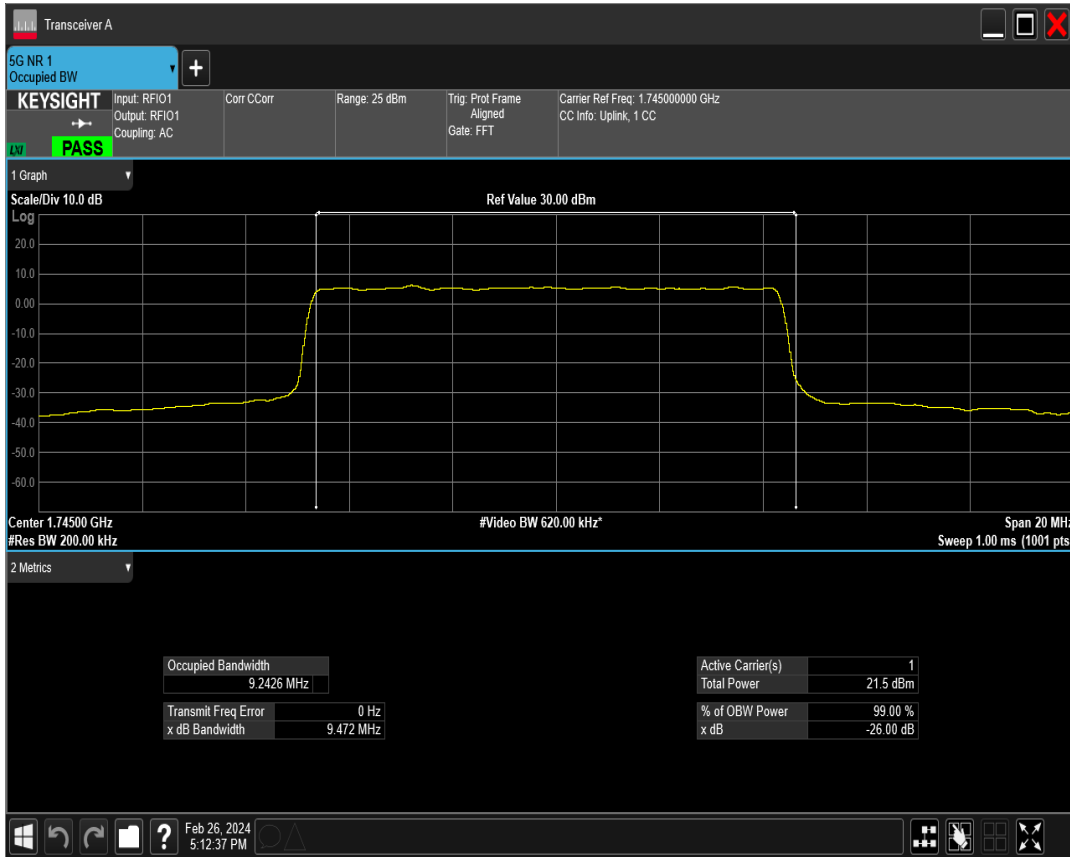 Transceiver A
5G NR 1
Occupied BW
KEYSIGHT
LXI
PASS
Input: RFIO1
Output: RFIO1
Coupling: AC
Corr CCorr
Range: 25 dBm
Trig: Prot Frame
Aligned
Gate: FFT
Carrier Ref Freq: 1.745000000 GHz
CC Info: Uplink, 1 CC
1 Graph
Scale/Div 10.0 dB
Ref Value 30.00 dBm
Log
20.0
10.0
0.00
-10.0
-20.0
-30.0
-40.0
-50.0
-60.0
Center 1.74500 GHz
#Video BW 620.00 kHz*
Span 20 MHz
#Res BW 200.00 kHz
Sweep 1.00 ms (1001 pts
2 Metrics
Occupied Bandwidth
9.2426 MHz
Transmit Freq Error 0 Hz
x dB Bandwidth 9.472 MHz
Active Carrier(s) 1
Total Power 21.5 dBm
% of OBW Power 99.00 %
x dB -26.00 dB
?
Feb 26, 2024
5:12:37 PM